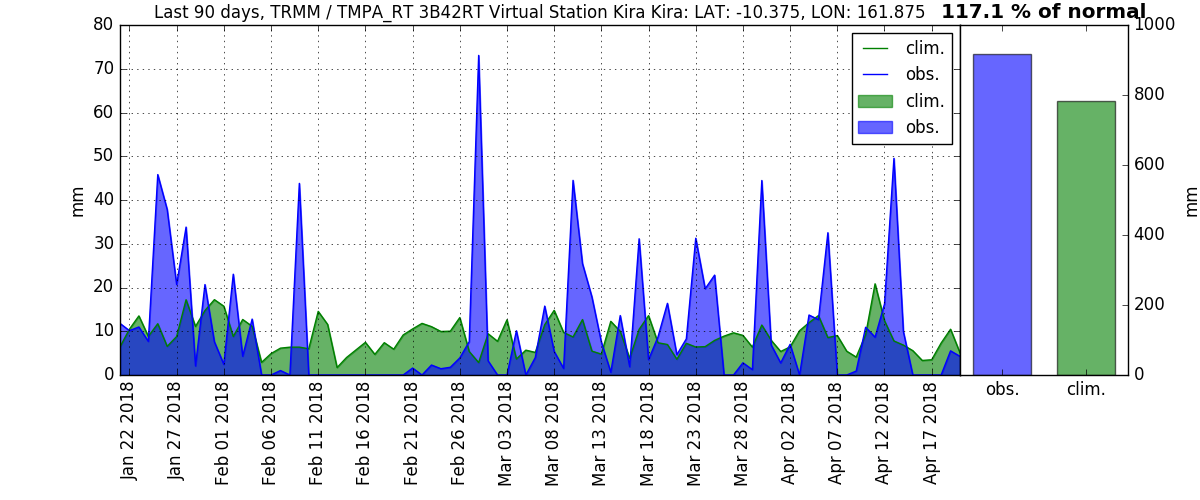 Last 90 days, TRMM / TMPA_RT 3B42RT Virtual Station Kira Kira: LAT: -10.375, LON: 161.875
117.1 % of normal
80
70
60
50
40
30
20
10
0
mm
clim.
obs.
clim.
obs.
Jan 22 2018
Jan 27 2018
Feb 01 2018
Feb 06 2018
Feb 11 2018
Feb 16 2018
Feb 21 2018
Feb 26 2018
Mar 03 2018
Mar 08 2018
Mar 13 2018
Mar 18 2018
Mar 23 2018
Mar 28 2018
Apr 02 2018
Apr 07 2018
Apr 12 2018
Apr 17 2018
1000
800
600
400
200
0
mm
obs.
clim.